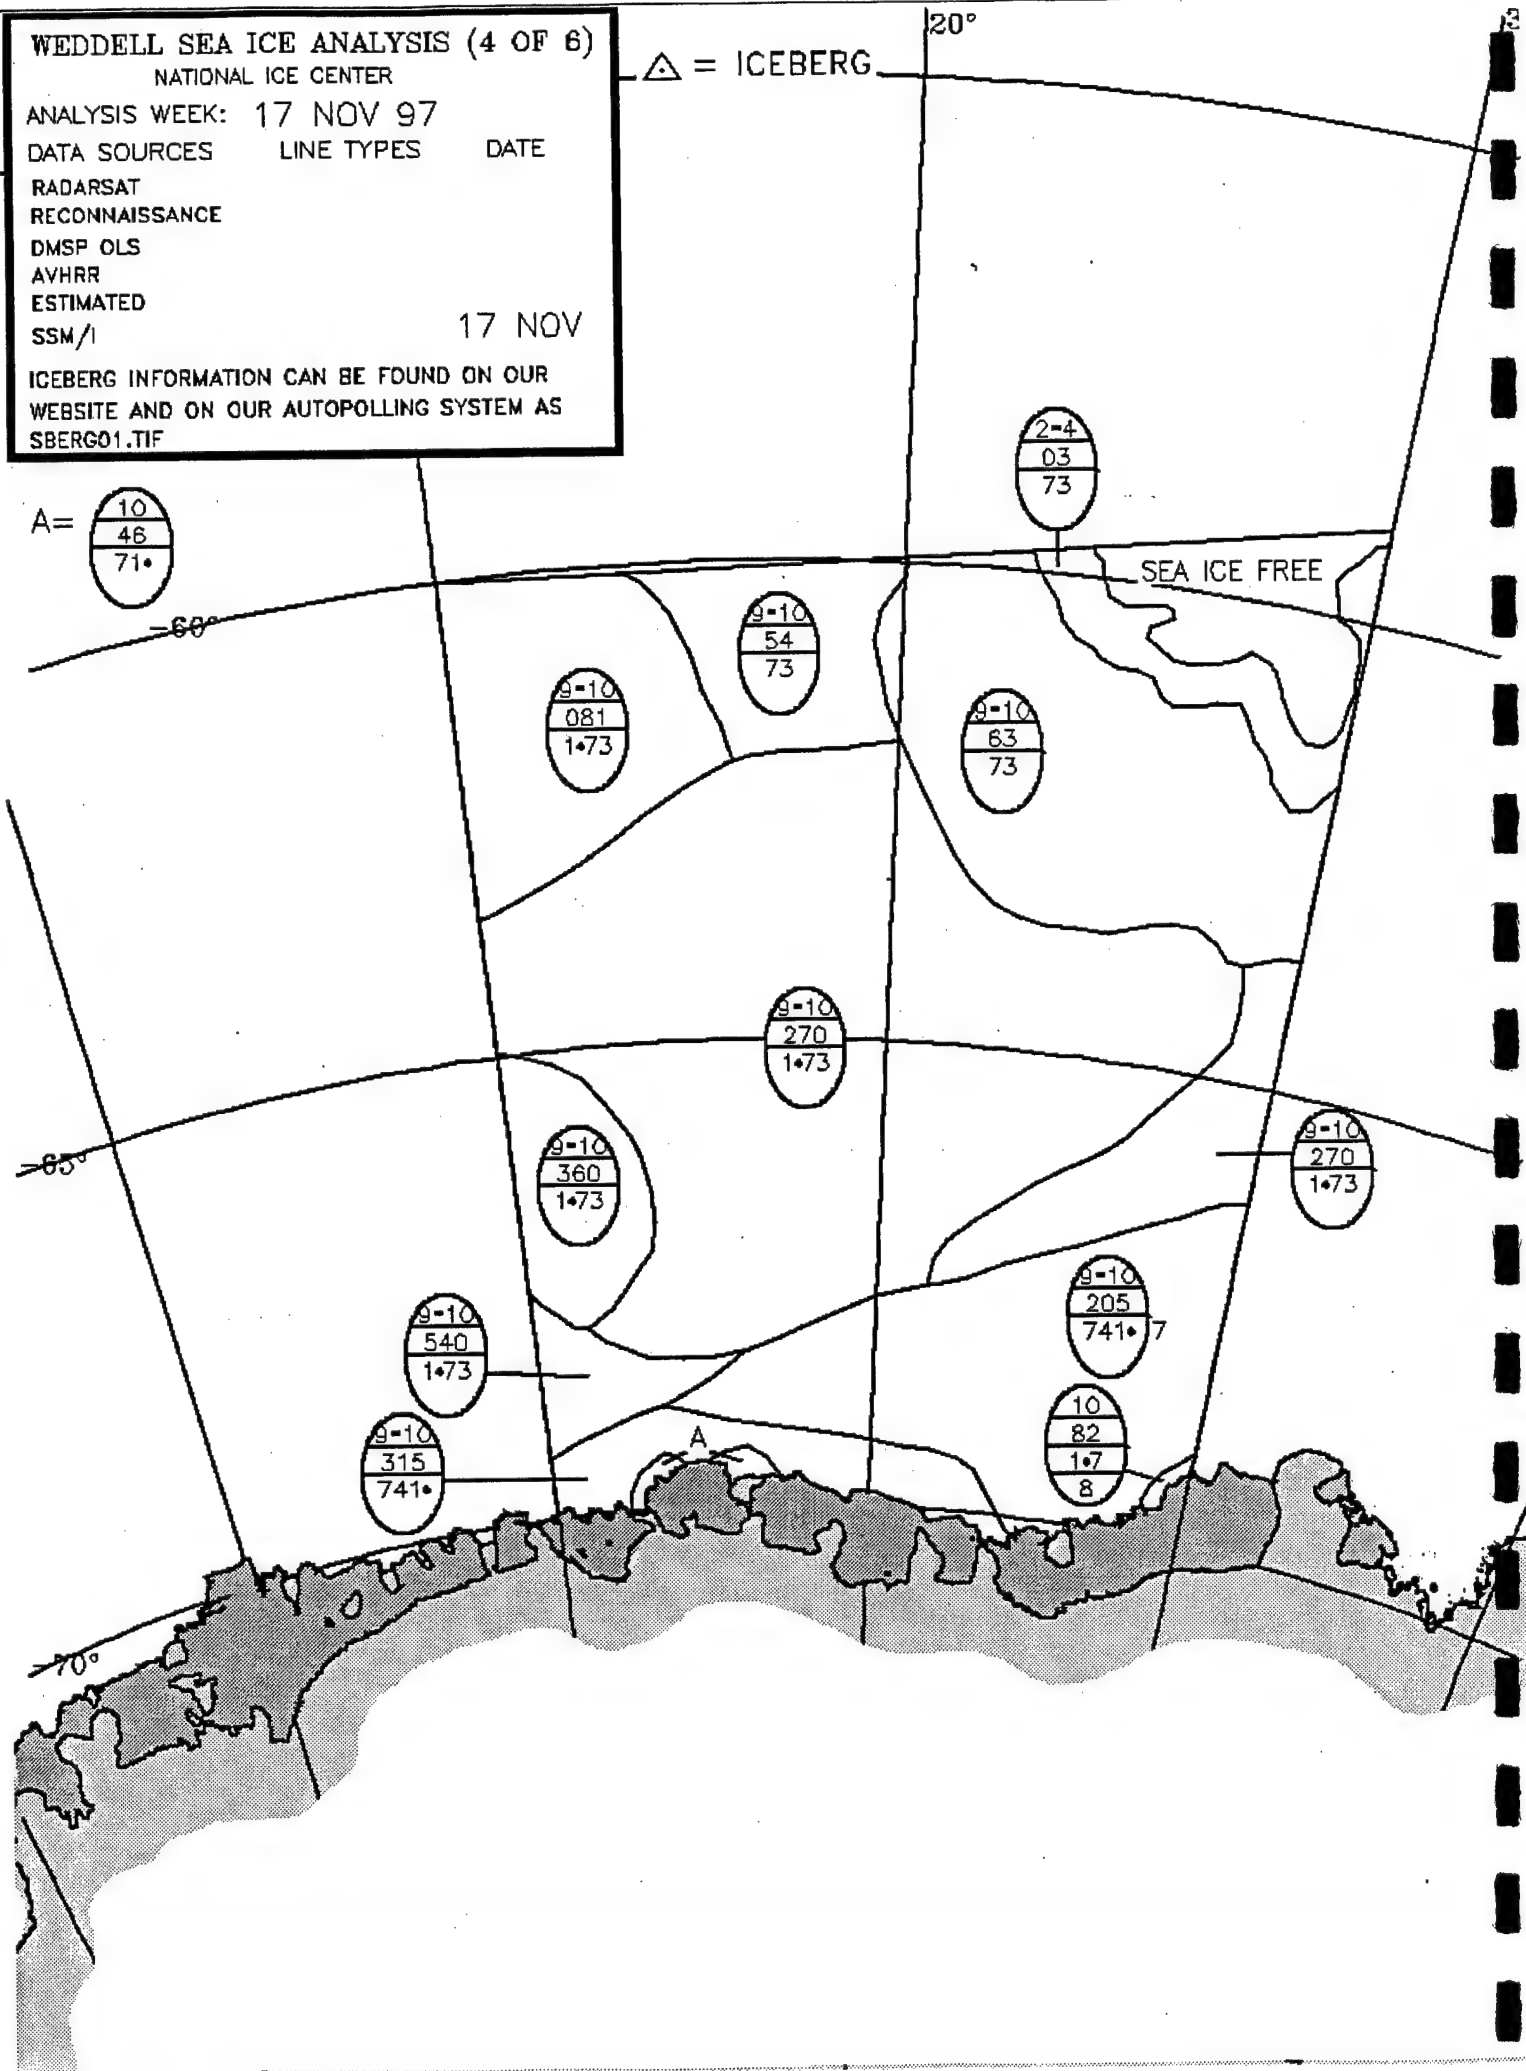 WEDDELL SEA ICE ANALYSIS (4 OF 6)
NATIONAL ICE CENTER
ANALYSIS WEEK: 17 NOV 97
DATA SOURCES LINE TYPES DATE
RADARSAT
RECONNAISSANCE
DMSP OLS
AVHRR
ESTIMATED
SSM/I 17 NOV
ICEBERG INFORMATION CAN BE FOUND ON OUR
WEBSITE AND ON OUR AUTOPOLLING SYSTEM AS
SBERG01.TIF
△ = ICEBERG
20°
A=
10
46
71•
2-4
03
73
SEA ICE FREE
-60°
9-10
54
73
9-10
081
1•73
9-10
63
73
9-10
270
1•73
-65°
9-10
360
1•73
9-10
270
1•73
9-10
205
741•7
9-10
540
1•73
10
82
1•7
8
9-10
315
741•
A
-70°